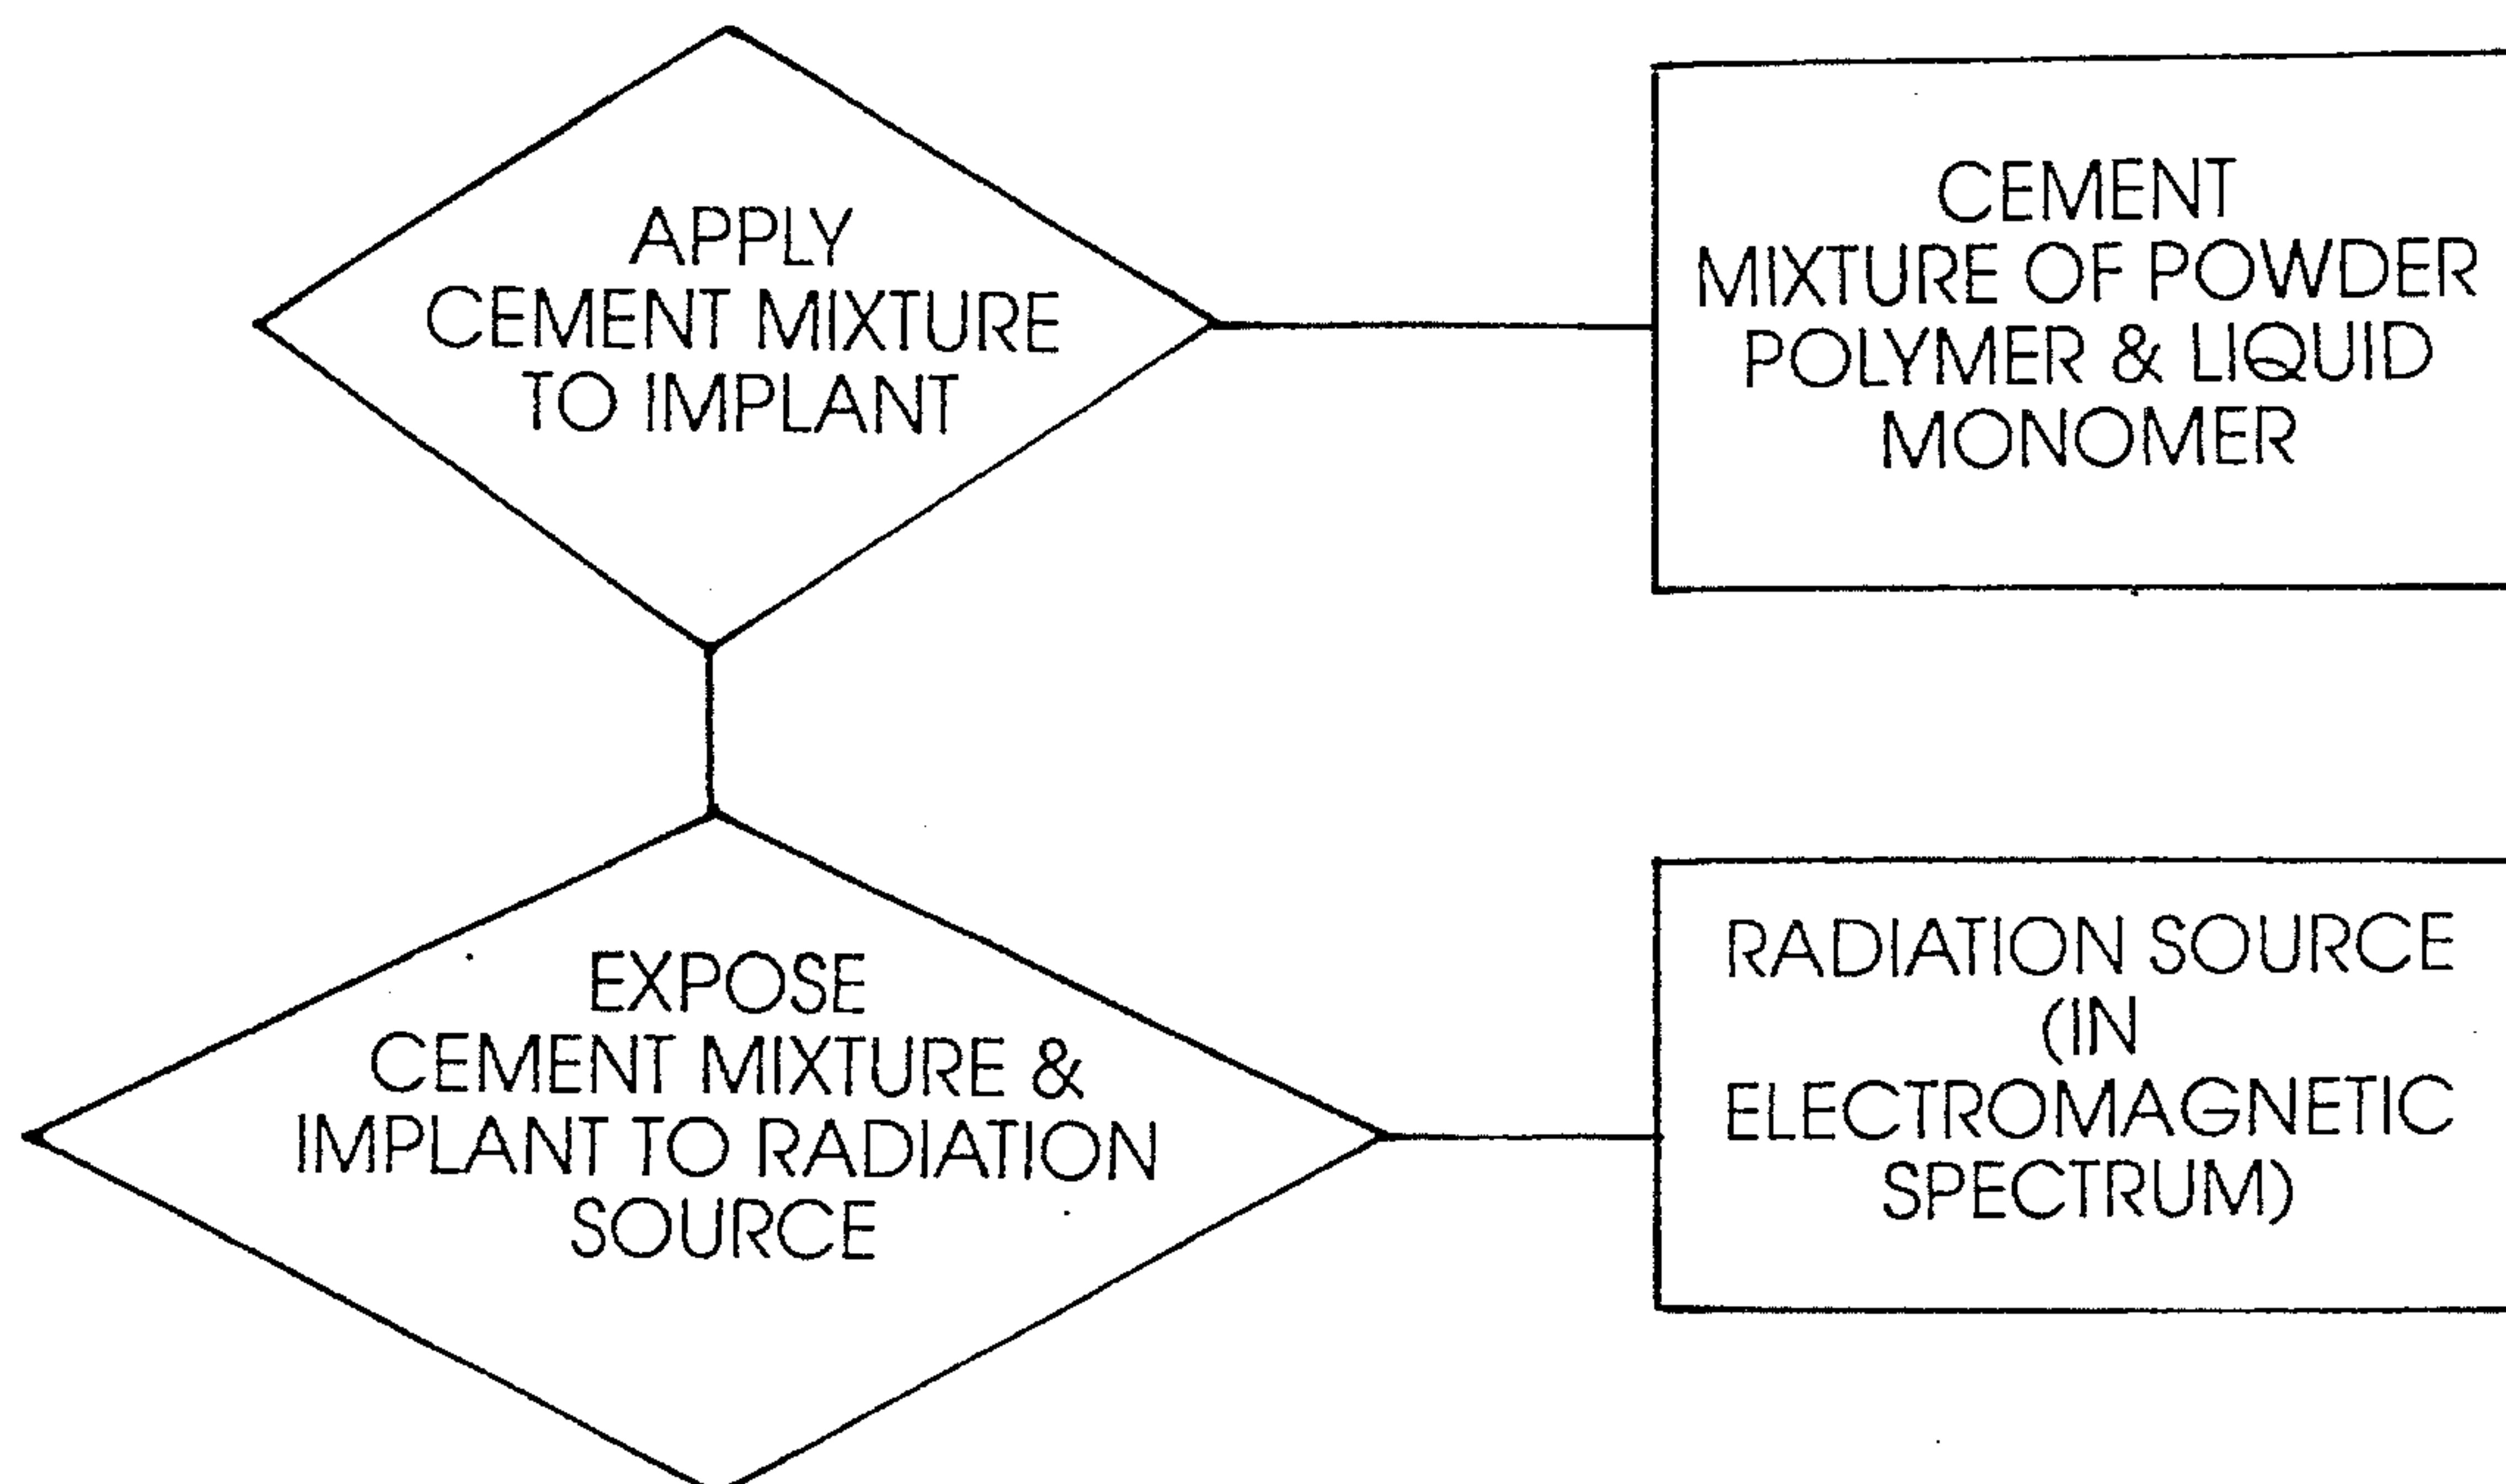 APPLY
CEMENT MIXTURE
TO IMPLANT
CEMENT
MIXTURE OF POWDER
POLYMER & LIQUID
MONOMER
EXPOSE
CEMENT MIXTURE &
IMPLANT TO RADIATION
SOURCE
RADIATION SOURCE
(IN
ELECTROMAGNETIC
SPECTRUM)